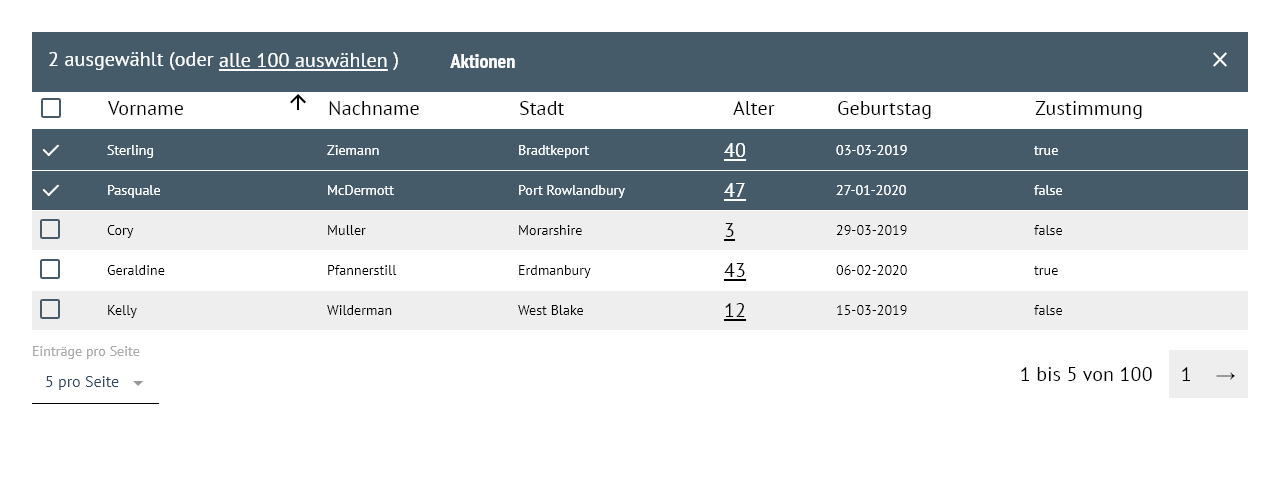 2 ausgewählt (oder alle 100 auswählen ) Aktionen
Vorname Nachname Stadt Alter Geburtstag Zustimmung
Sterling Ziemann Bradtkeport 40 03-03-2019 true
Pasquale McDermott Port Rowlandbury 47 27-01-2020 false
Cory Muller Morarshire 3 29-03-2019 false
Geraldine Pfannerstill Erdmanbury 43 06-02-2020 true
Kelly Wilderman West Blake 12 15-03-2019 false
Einträge pro Seite
5 pro Seite
1 bis 5 von 100 1 →